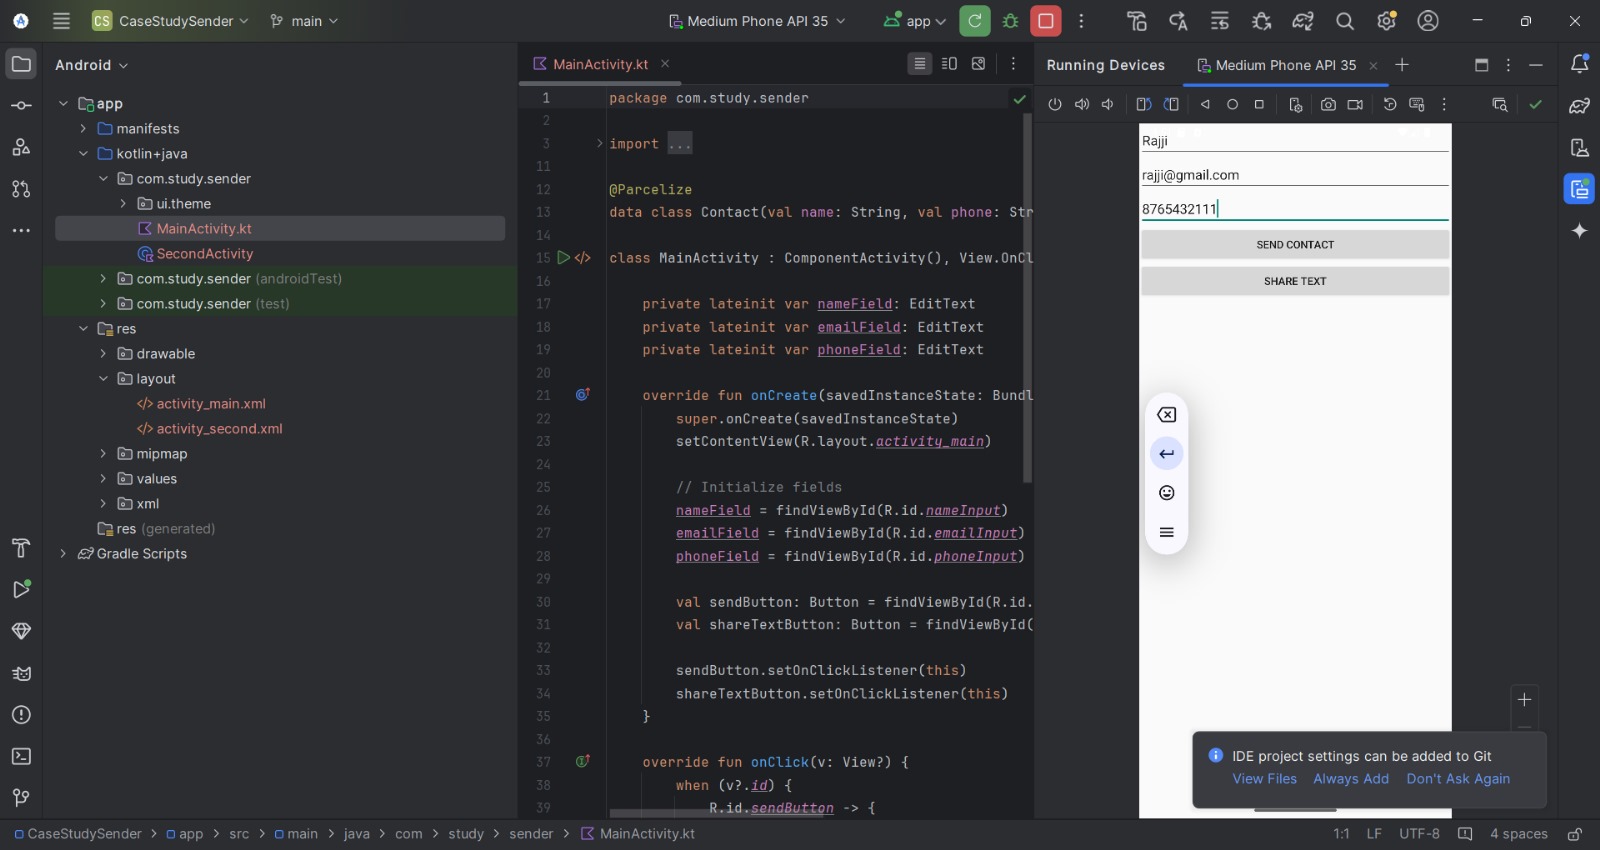 CS CaseStudySender main
Medium Phone API 35 app
Android
app
manifests
kotlin+java
com.study.sender
ui.theme
MainActivity.kt
SecondActivity
com.study.sender (androidTest)
com.study.sender (test)
res
drawable
layout
activity_main.xml
activity_second.xml
mipmap
values
xml
res (generated)
Gradle Scripts
MainActivity.kt
1 package com.study.sender
2
3 import ...
11
12 @Parcelize
13 data class Contact(val name: String, val phone: Str
14
15 class MainActivity : ComponentActivity(), View.OnCl
16
17 private lateinit var nameField: EditText
18 private lateinit var emailField: EditText
19 private lateinit var phoneField: EditText
20
21 override fun onCreate(savedInstanceState: Bundl
22 super.onCreate(savedInstanceState)
23 setContentView(R.layout.activity_main)
24
25 // Initialize fields
26 nameField = findViewById(R.id.nameInput)
27 emailField = findViewById(R.id.emailInput)
28 phoneField = findViewById(R.id.phoneInput)
29
30 val sendButton: Button = findViewById(R.id.
31 val shareTextButton: Button = findViewById(
32
33 sendButton.setOnClickListener(this)
34 shareTextButton.setOnClickListener(this)
35 }
36
37 override fun onClick(v: View?) {
38 when (v?.id) {
39 R.id.sendButton -> {
Running Devices Medium Phone API 35
Rajji
rajji@gmail.com
8765432111
SEND CONTACT
SHARE TEXT
IDE project settings can be added to Git
View Files Always Add Don't Ask Again
CaseStudySender > app > src > main > java > com > study > sender > MainActivity.kt
1:1 LF UTF-8 4 spaces